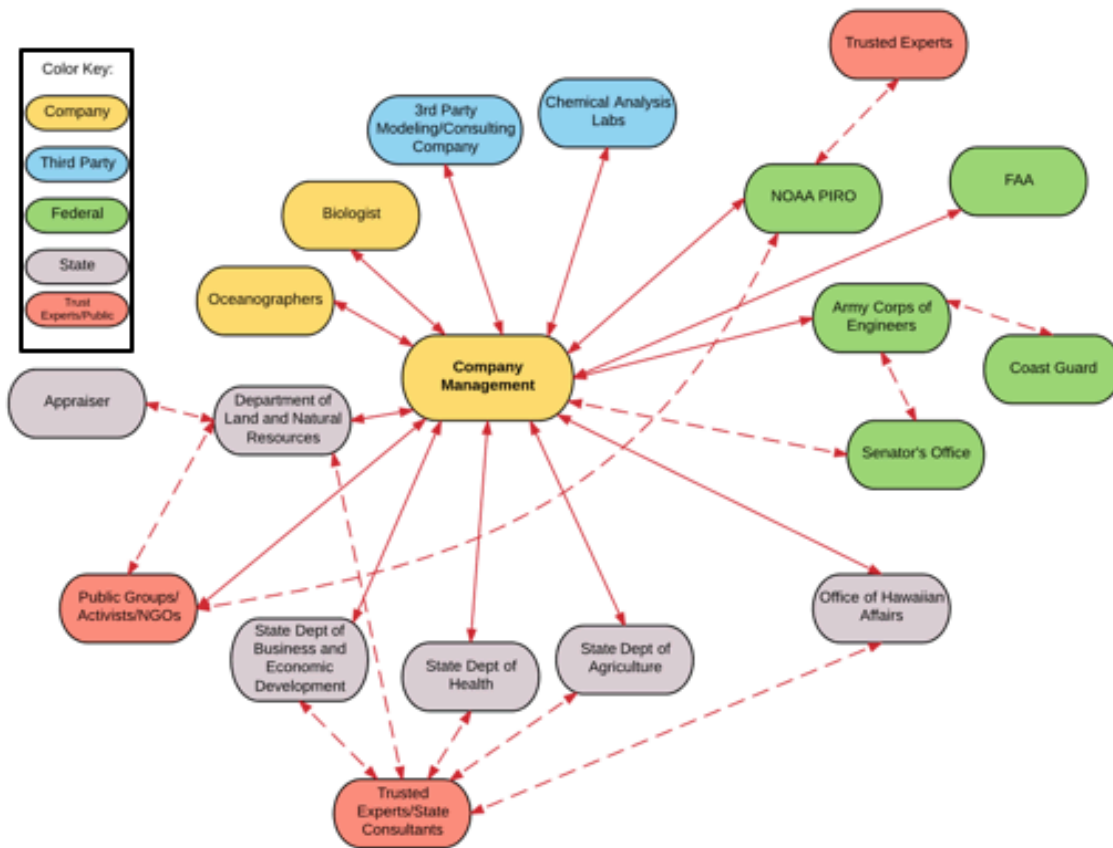 Trusted Experts
Color Key:
Company
Third Party
Federal
State
Trust
Experts/Public
3rd Party
Modeling/Consulting
Company
Chemical Analysis
Labs
NOAA PIRO
FAA
Biologist
Oceanographers
Army Corps of
Engineers
Coast Guard
Company
Management
Appraiser
Department of
Land and Natural
Resources
Senator's Office
Public Groups/
Activists/NGOs
State Dept of
Business and
Economic
Development
State Dept of
Health
State Dept of
Agriculture
Office of Hawaiian
Affairs
Trusted
Experts/State
Consultants